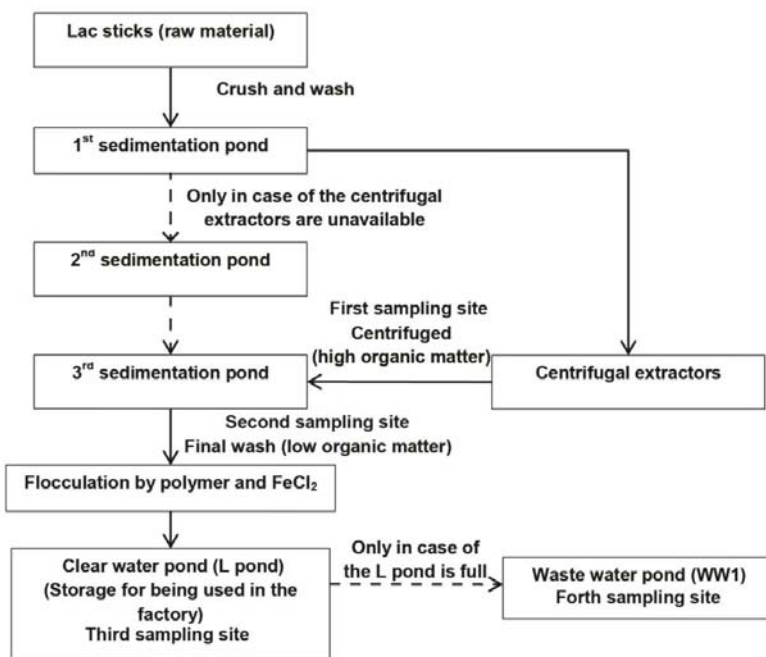 Lac sticks (raw material)
Crush and wash
1st sedimentation pond
Only in case of the centrifugal
extractors are unavailable
2nd sedimentation pond
First sampling site
Centrifuged
(high organic matter)
3rd sedimentation pond
Centrifugal extractors
Second sampling site
Final wash (low organic matter)
Flocculation by polymer and FeCl2
Clear water pond (L pond)
(Storage for being used in the
factory)
Third sampling site
Only in case of
the L pond is full
Waste water pond (WW1)
Forth sampling site